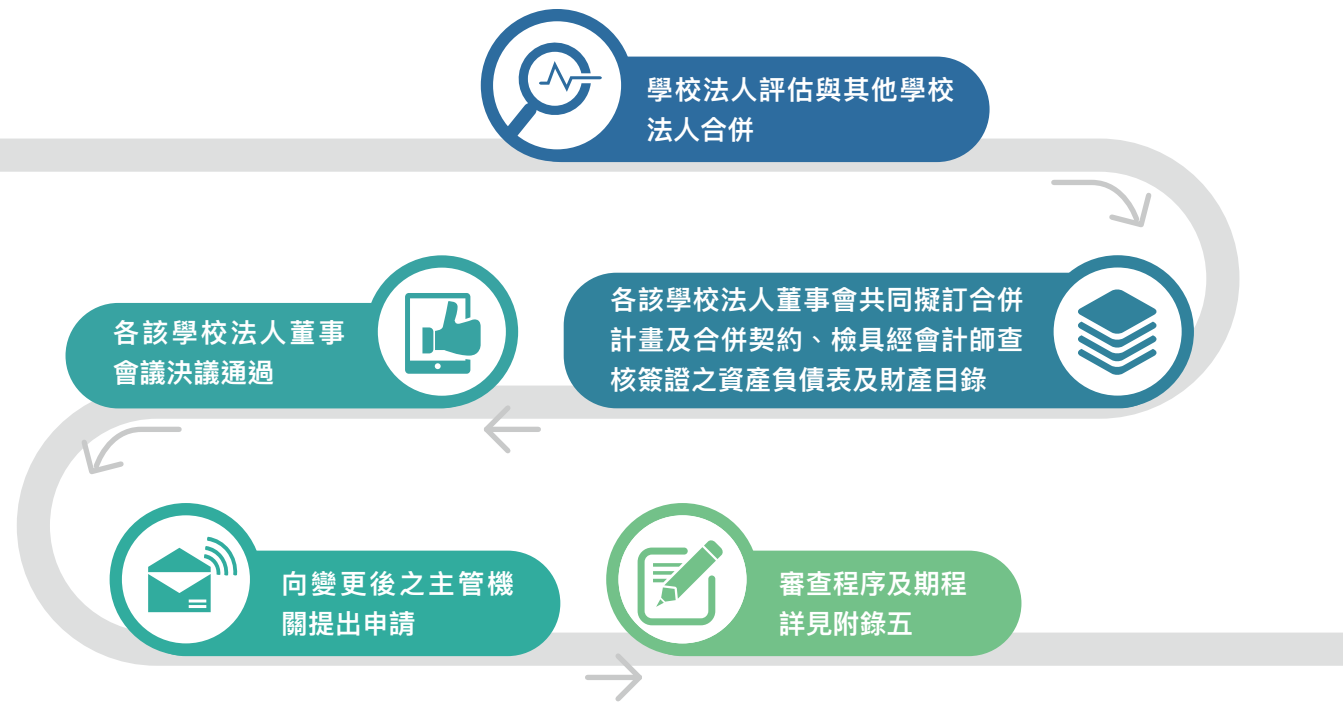 學校法人評估與其他學校
法人合併
各該學校法人董事會共同擬訂合併
計畫及合併契約、檢具經會計師查
核簽證之資產負債表及財產目錄
各該學校法人董事
會議決議通過
向變更後之主管機
關提出申請
審查程序及期程
詳見附錄五